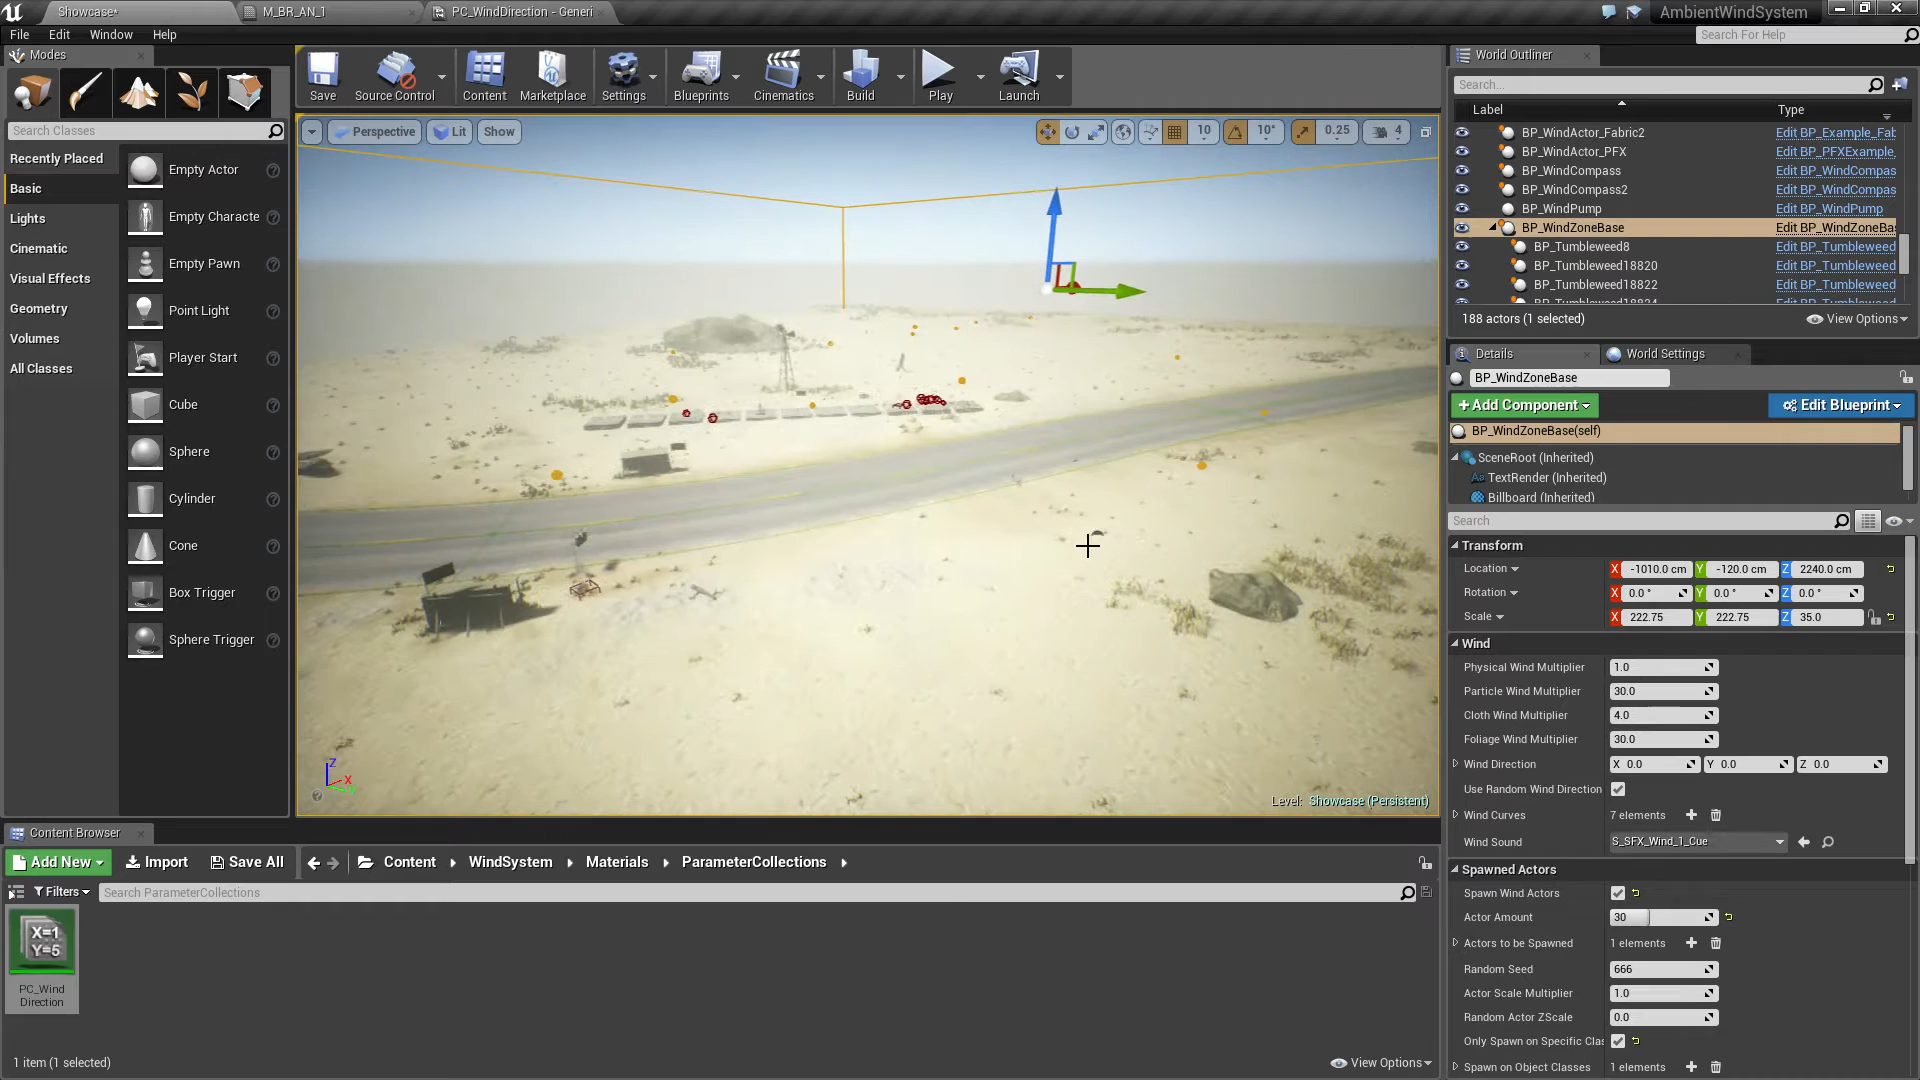 Showcase*
M_BR_AN_1
PC_WindDirection - Generi
AmbientWindSystem
File Edit Window Help
Search For Help
Modes
Search Classes
Recently Placed
Basic
Lights
Cinematic
Visual Effects
Geometry
Volumes
All Classes
Empty Actor
Empty Characte
Empty Pawn
Point Light
Player Start
Cube
Sphere
Cylinder
Cone
Box Trigger
Sphere Trigger
Save
Source Control
Content
Marketplace
Settings
Blueprints
Cinematics
Build
Play
Launch
Perspective
Lit
Show
10
10°
0.25
4
Z
X
Level: Showcase (Persistent)
World Outliner
Search...
Label Type
BP_WindActor_Fabric2 Edit BP_Example_Fab
BP_WindActor_PFX Edit BP_PFXExample_
BP_WindCompass Edit BP_WindCompas
BP_WindCompass2 Edit BP_WindCompas
BP_WindPump Edit BP_WindPump
BP_WindZoneBase Edit BP_WindZoneBa
BP_Tumbleweed8 Edit BP_Tumbleweed
BP_Tumbleweed18820 Edit BP_Tumbleweed
BP_Tumbleweed18822 Edit BP_Tumbleweed
188 actors (1 selected)
View Options
Details
World Settings
BP_WindZoneBase
+ Add Component
Edit Blueprint
BP_WindZoneBase(self)
SceneRoot (Inherited)
TextRender (Inherited)
Billboard (Inherited)
Search
Transform
Location X -1010.0 cm Y -120.0 cm Z 2240.0 cm
Rotation X 0.0 ° Y 0.0 ° Z 0.0 °
Scale X 222.75 Y 222.75 Z 35.0
Wind
Physical Wind Multiplier 1.0
Particle Wind Multiplier 30.0
Cloth Wind Multiplier 4.0
Foliage Wind Multiplier 30.0
Wind Direction X 0.0 Y 0.0 Z 0.0
Use Random Wind Direction
Wind Curves 7 elements
Wind Sound S_SFX_Wind_1_Cue
Spawned Actors
Spawn Wind Actors
Actor Amount 30
Actors to be Spawned 1 elements
Random Seed 666
Actor Scale Multiplier 1.0
Random Actor ZScale 0.0
Only Spawn on Specific Clas
Spawn on Object Classes 1 elements
Content Browser
Add New
Import
Save All
Content
WindSystem
Materials
ParameterCollections
Filters
Search ParameterCollections
X=1
Y=5
PC_Wind
Direction
1 item (1 selected)
View Options